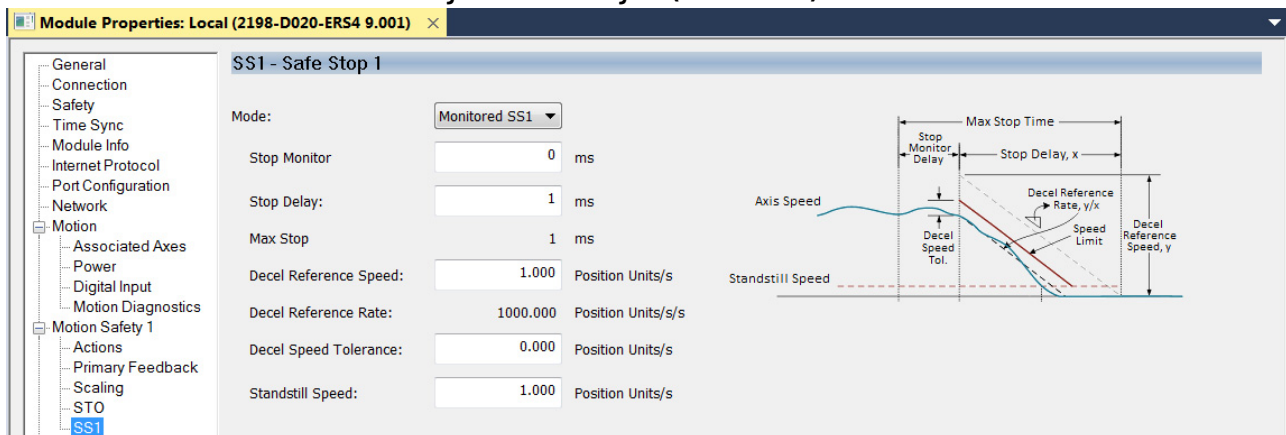 Module Properties: Local (2198-D020-ERS4 9.001) ×
General
Connection
Safety
Time Sync
Module Info
Internet Protocol
Port Configuration
Network
Motion
Associated Axes
Power
Digital Input
Motion Diagnostics
Motion Safety 1
Actions
Primary Feedback
Scaling
STO
SS1
SS1 - Safe Stop 1
Mode: Monitored SS1
Stop Monitor 0 ms
Stop Delay: 1 ms
Max Stop 1 ms
Decel Reference Speed: 1.000 Position Units/s
Decel Reference Rate: 1000.000 Position Units/s/s
Decel Speed Tolerance: 0.000 Position Units/s
Standstill Speed: 1.000 Position Units/s
Max Stop Time
Stop
Monitor
Delay
Stop Delay, x
Axis Speed
Decel Reference
Rate, y/x
Decel
Speed
Tol.
Speed
Limit
Decel
Reference
Speed, y
Standstill Speed